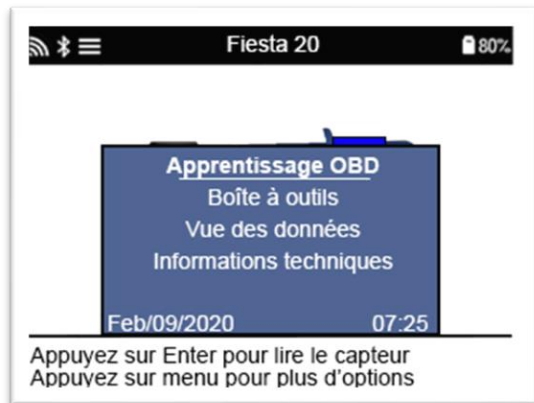 Fiesta 20 80%
Apprentissage OBD
Boîte à outils
Vue des données
Informations techniques
Feb/09/2020 07:25
Appuyez sur Enter pour lire le capteur
Appuyez sur menu pour plus d'options